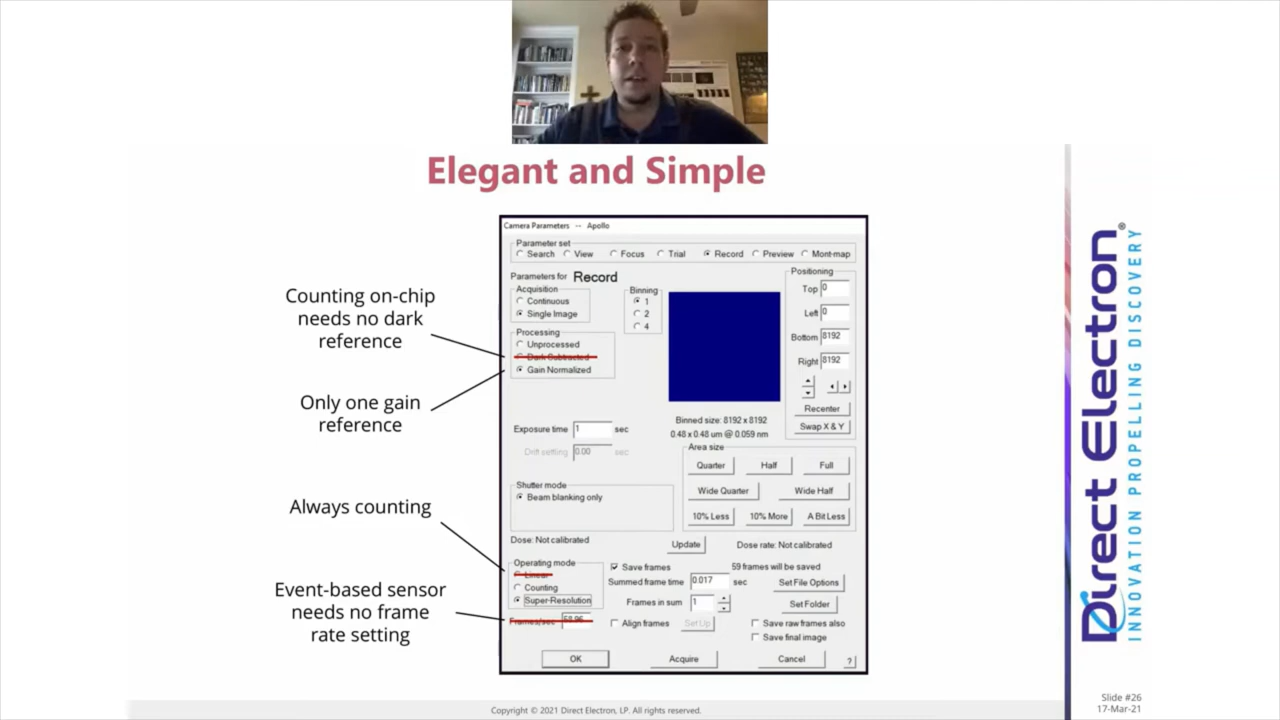 Elegant and Simple
Counting on-chip
needs no dark
reference
Only one gain
reference
Always counting
Event-based sensor
needs no frame
rate setting
Camera Parameters -- Apollo
Parameter set
Search View Focus Trial Record Preview Mont-map
Parameters for Record
Acquisition
Continuous
Single Image
Binning
1
2
4
Processing
Unprocessed
Dark Subtracted
Gain Normalized
Positioning
Top 0
Left 0
Bottom 8192
Right 8192
Recenter
Swap X & Y
Binned size: 8192 x 8192
0.48 x 0.48 um @ 0.059 nm
Exposure time 1 sec
Drift setting 0.00 sec
Area size
Quarter Half Full
Wide Quarter Wide Half
10% Less 10% More A Bit Less
Shutter mode
Beam blanking only
Dose: Not calibrated
Update
Dose rate: Not calibrated
Operating mode
Linear
Counting
Super-Resolution
Frames/sec 58.96
Save frames 59 frames will be saved
Summed frame time 0.017 sec Set File Options
Frames in sum 1 Set Folder
Align frames Set Up Save raw frames also
Save final image
OK Acquire Cancel ?
Direct Electron®
INNOVATION PROPELLING DISCOVERY
Slide #26
17-Mar-21
Copyright © 2021 Direct Electron, LP. All rights reserved.